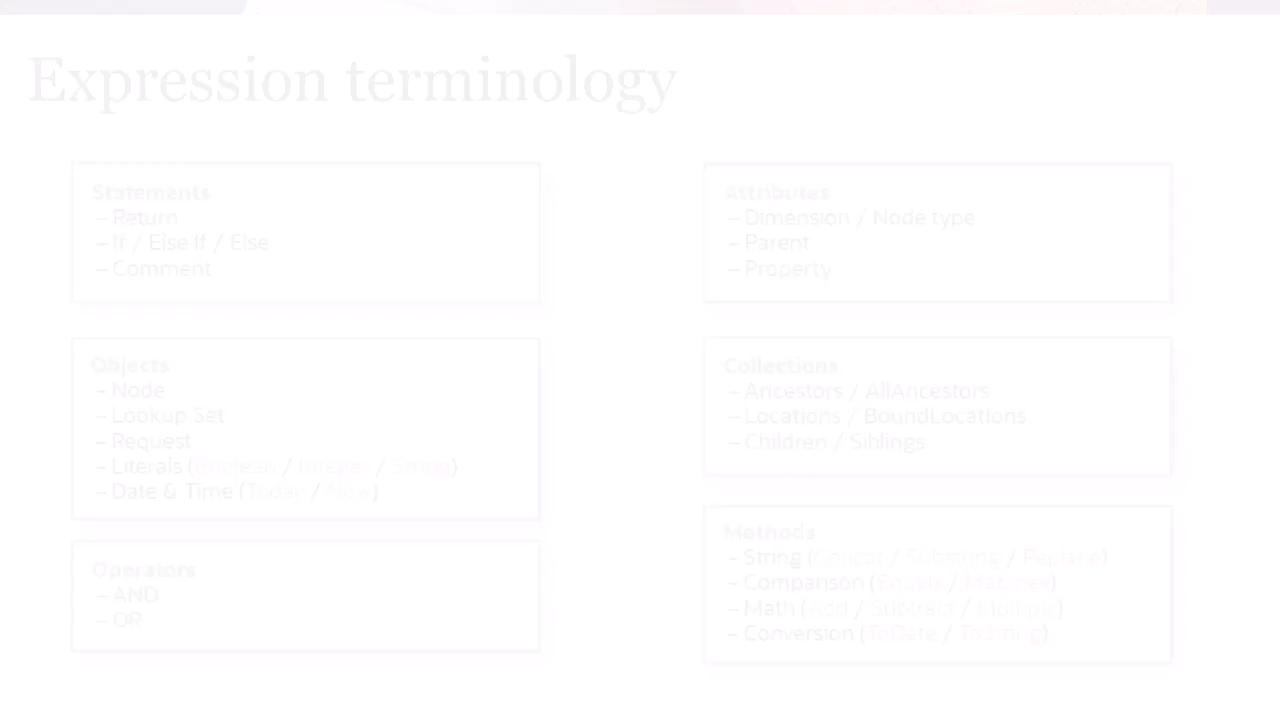 Expression terminology
Statements
– Return
– If / Else If / Else
– Comment
Objects
– Node
– Lookup Set
– Request
– Literals (Boolean / Integer / String)
– Date & Time (Today / Now)
Operators
– AND
– OR
Attributes
– Dimension / Node type
– Parent
– Property
Collections
– Ancestors / AllAncestors
– Locations / BoundLocations
– Children / Siblings
Methods
– String (Concat / Substring / Replace)
– Comparison (Equals / Matches)
– Math (Add / Subtract / Multiply)
– Conversion (ToDate / ToString)